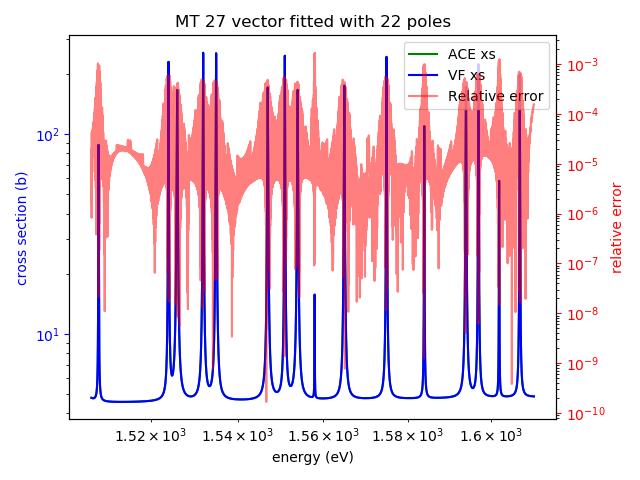 MT 27 vector fitted with 22 poles
ACE xs
VF xs
Relative error
cross section (b)
10²
10¹
relative error
10⁻³
10⁻⁴
10⁻⁵
10⁻⁶
10⁻⁷
10⁻⁸
10⁻⁹
10⁻¹⁰
1.52×10³ 1.54×10³ 1.56×10³ 1.58×10³ 1.6×10³
energy (eV)